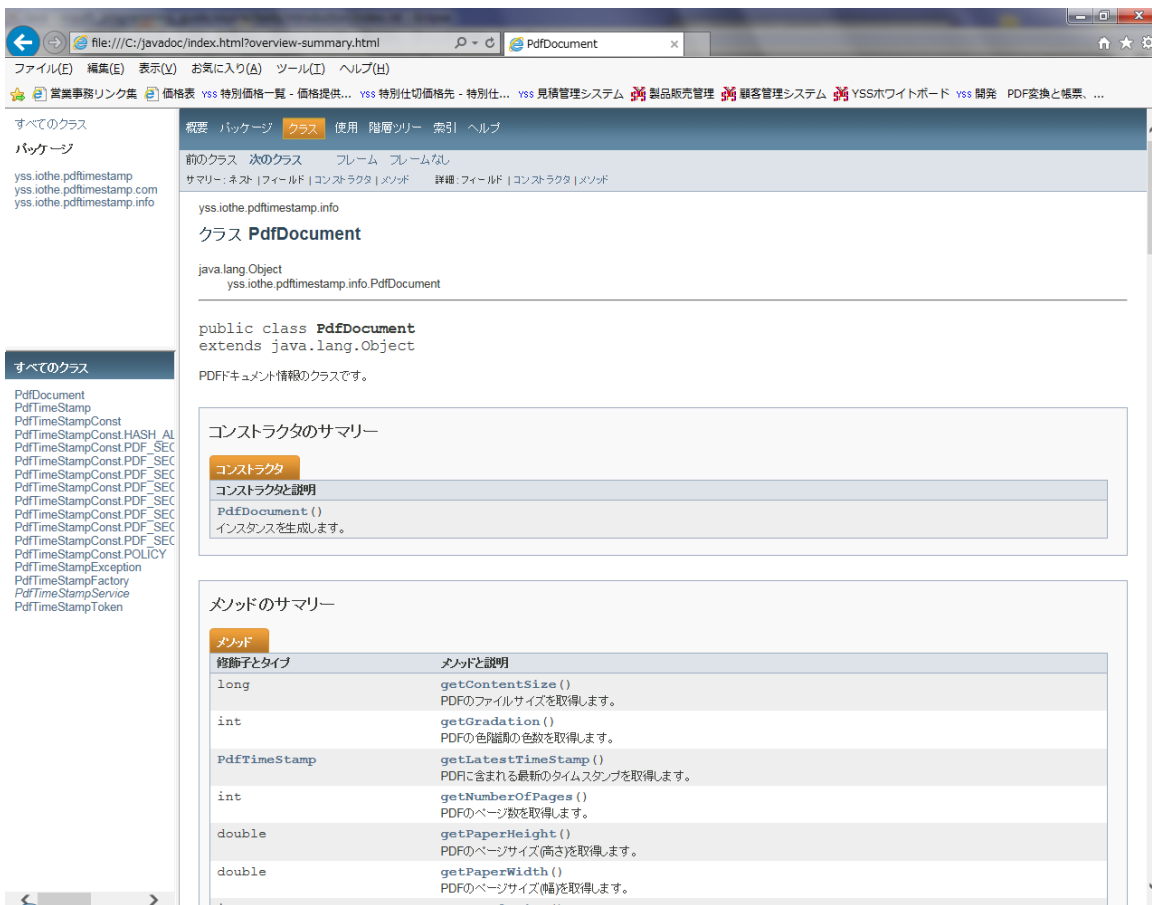 file:///C:/javadoc/index.html?overview-summary.html
PdfDocument
ファイル(F) 編集(E) 表示(V) お気に入り(A) ツール(T) ヘルプ(H)
営業事務リンク集 価格表 YSS 特別価格一覧 - 価格提供... YSS 特別仕切価格先 - 特別仕... YSS 見積管理システム 製品販売管理 顧客管理システム YSSホワイトボード YSS 開発 PDF変換と帳票、...
すべてのクラス
パッケージ
yss.iothe.pdftimestamp
yss.iothe.pdftimestamp.com
yss.iothe.pdftimestamp.info
すべてのクラス
PdfDocument
PdfTimeStamp
PdfTimeStampConst
PdfTimeStampConst.HASH_AL
PdfTimeStampConst.PDF_SEC
PdfTimeStampConst.PDF_SEC
PdfTimeStampConst.PDF_SEC
PdfTimeStampConst.PDF_SEC
PdfTimeStampConst.PDF_SEC
PdfTimeStampConst.PDF_SEC
PdfTimeStampConst.PDF_SEC
PdfTimeStampConst.PDF_SEC
PdfTimeStampConst.POLICY
PdfTimeStampException
PdfTimeStampFactory
PdfTimeStampService
PdfTimeStampToken
概要 パッケージ クラス 使用 階層ツリー 索引 ヘルプ
前のクラス 次のクラス フレーム フレームなし
サマリー: ネスト | フィールド | コンストラクタ | メソッド 詳細: フィールド | コンストラクタ | メソッド
yss.iothe.pdftimestamp.info
クラス PdfDocument
java.lang.Object
yss.iothe.pdftimestamp.info.PdfDocument
public class PdfDocument
extends java.lang.Object
PDFドキュメント情報のクラスです。
コンストラクタのサマリー
コンストラクタ
コンストラクタと説明
PdfDocument()
インスタンスを生成します。
メソッドのサマリー
メソッド
修飾子とタイプ メソッドと説明
long getContentSize()
PDFのファイルサイズを取得します。
int getGradation()
PDFの色階調の色数を取得します。
PdfTimeStamp getLatestTimeStamp()
PDFに含まれる最新のタイムスタンプを取得します。
int getNumberOfPages()
PDFのページ数を取得します。
double getPaperHeight()
PDFのページサイズ(高さ)を取得します。
double getPaperWidth()
PDFのページサイズ(幅)を取得します。